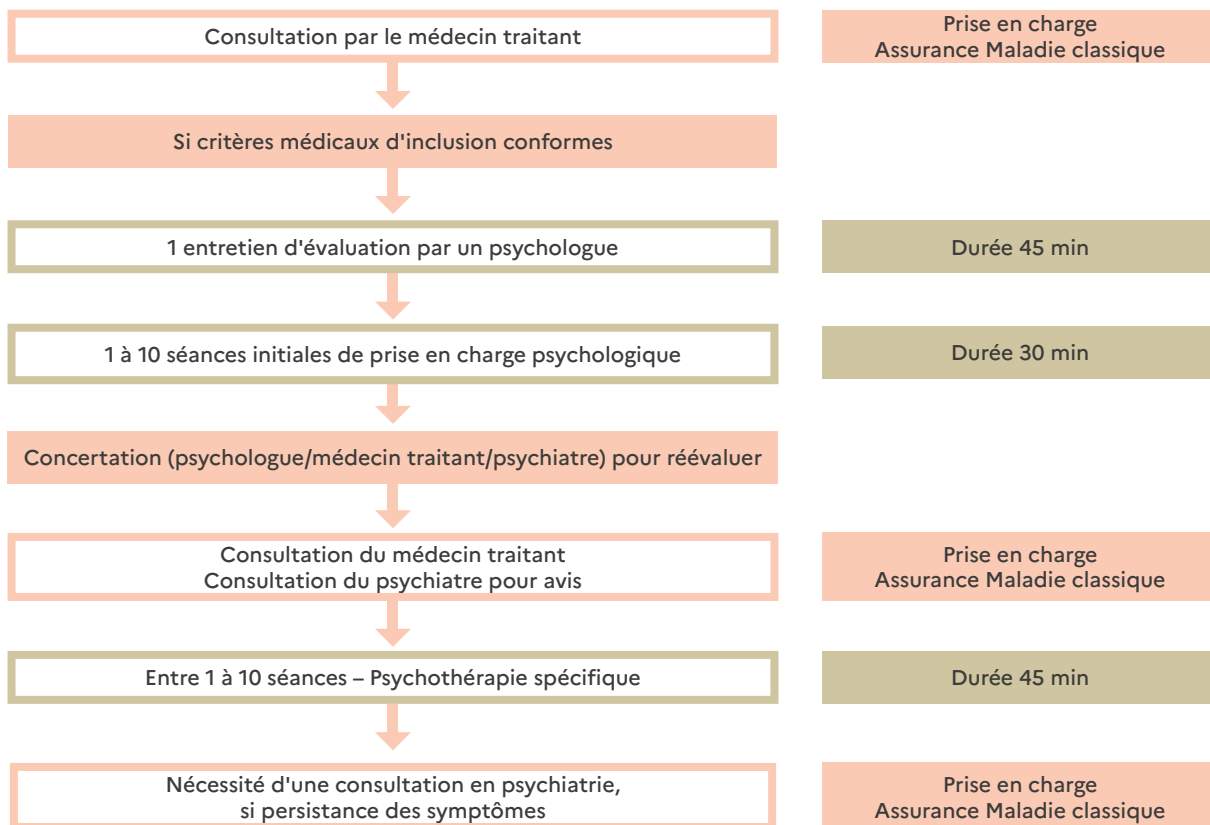 Consultation par le médecin traitant
Prise en charge
Assurance Maladie classique
Si critères médicaux d'inclusion conformes
1 entretien d'évaluation par un psychologue
Durée 45 min
1 à 10 séances initiales de prise en charge psychologique
Durée 30 min
Concertation (psychologue/médecin traitant/psychiatre) pour réévaluer
Consultation du médecin traitant
Consultation du psychiatre pour avis
Prise en charge
Assurance Maladie classique
Entre 1 à 10 séances – Psychothérapie spécifique
Durée 45 min
Nécessité d'une consultation en psychiatrie,
si persistance des symptômes
Prise en charge
Assurance Maladie classique